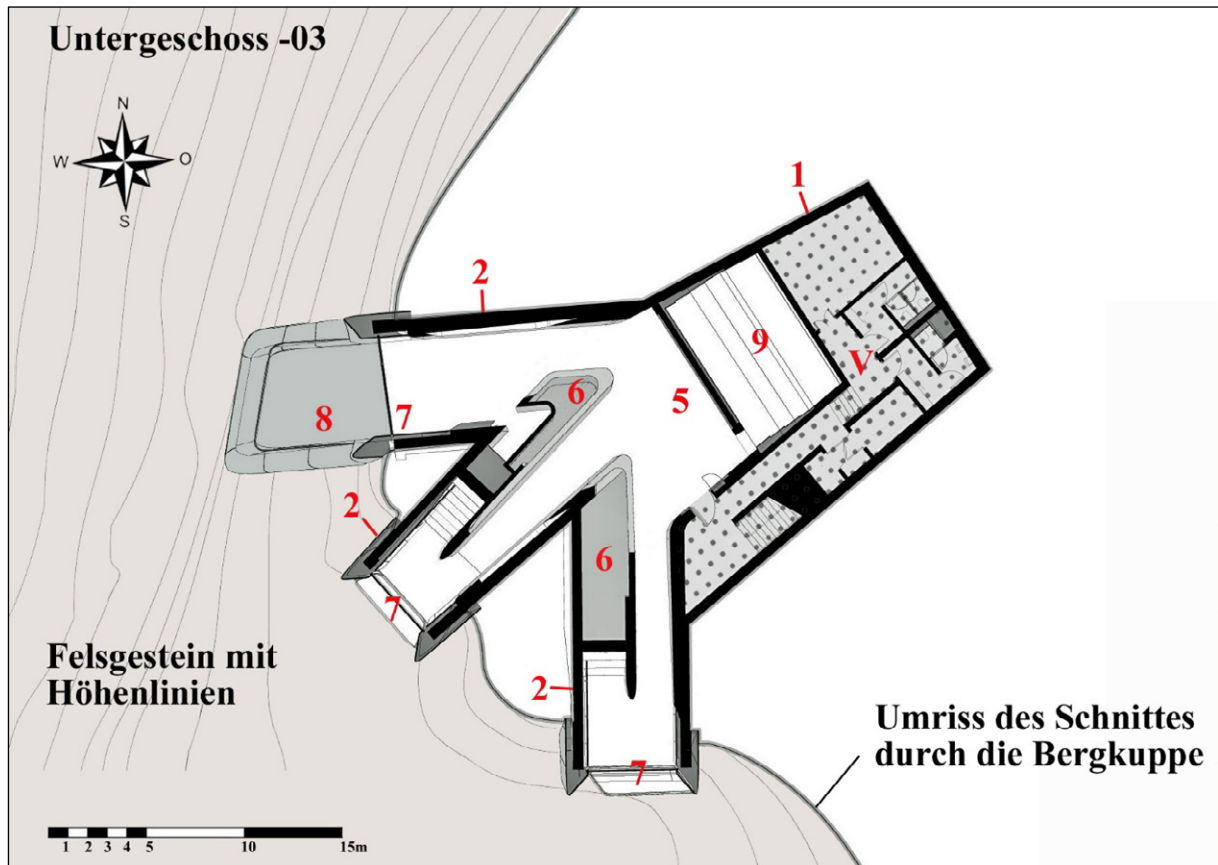 Untergeschoss -03
N
W O
S
1
2
9
V
6
5
8
7
2
6
7
Felsgestein mit
Höhenlinien
2
Umriss des Schnittes
durch die Bergkuppe
7
1 2 3 4 5 10 15m